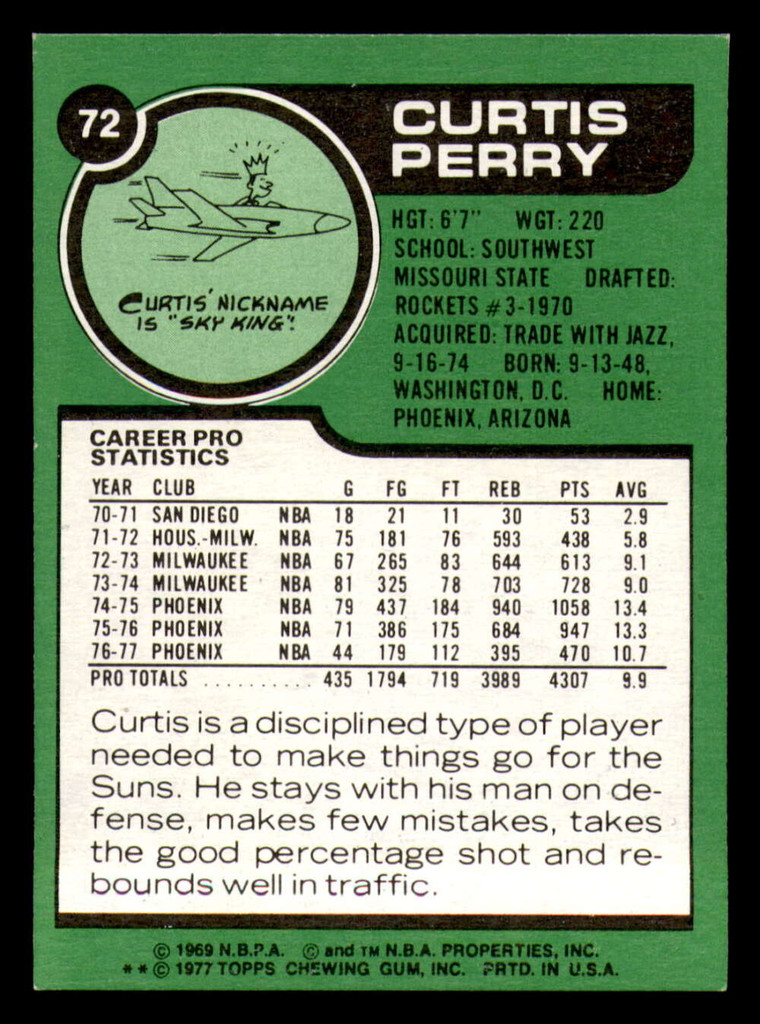 72
CURTIS
PERRY
CURTIS' NICKNAME
IS "SKY KING".
HGT: 6'7" WGT: 220
SCHOOL: SOUTHWEST
MISSOURI STATE DRAFTED:
ROCKETS #3-1970
ACQUIRED: TRADE WITH JAZZ,
9-16-74 BORN: 9-13-48,
WASHINGTON, D.C. HOME:
PHOENIX, ARIZONA
CAREER PRO
STATISTICS
YEAR CLUB G FG FT REB PTS AVG
70-71 SAN DIEGO NBA 18 21 11 30 53 2.9
71-72 HOUS.-MILW. NBA 75 181 76 593 438 5.8
72-73 MILWAUKEE NBA 67 265 83 644 613 9.1
73-74 MILWAUKEE NBA 81 325 78 703 728 9.0
74-75 PHOENIX NBA 79 437 184 940 1058 13.4
75-76 PHOENIX NBA 71 386 175 684 947 13.3
76-77 PHOENIX NBA 44 179 112 395 470 10.7
PRO TOTALS .......... 435 1794 719 3989 4307 9.9
Curtis is a disciplined type of player
needed to make things go for the
Suns. He stays with his man on de-
fense, makes few mistakes, takes
the good percentage shot and re-
bounds well in traffic.
© 1969 N.B.P.A. © and TM N.B.A. PROPERTIES, INC.
**© 1977 TOPPS CHEWING GUM, INC. PRTD. IN U.S.A.